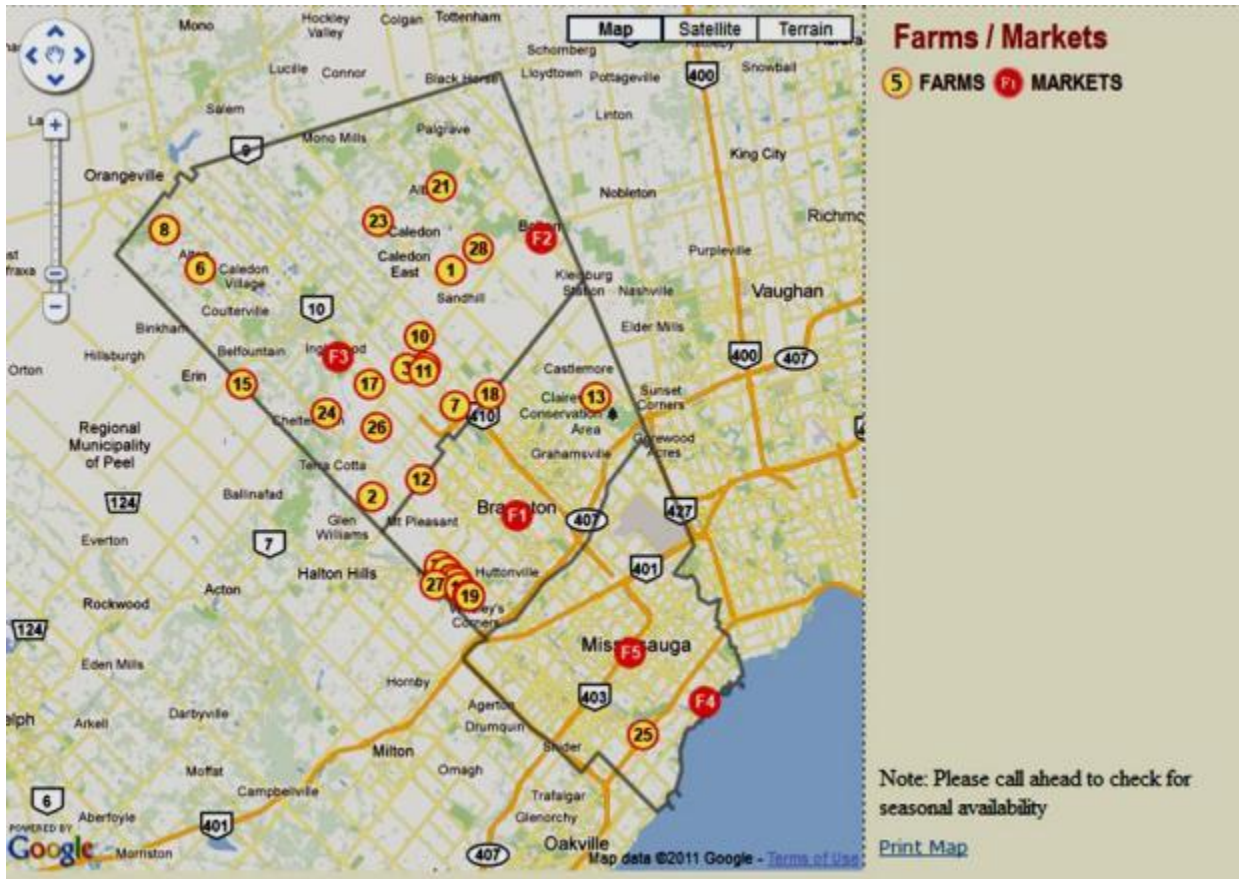 Mono
Hockley
Valley
Colgan
Tottenham
Map
Satellite
Terrain
Farms / Markets
5 FARMS F1 MARKETS
Schomberg
Lucille
Connor
Black Horse
Lloydtown
Pottageville
400
Snowball
Salem
Linton
Mono Mills
Palgrave
9
King City
Orangeville
21
Nobleton
23
Richmo
8
Caledon
F2
28
Purpleville
6
Caledon
Village
Caledon
East
1
Kleinburg
Station
Nashville
Vaughan
Sandhill
Coulterville
10
Binkham
10
Elder Mills
Hillsburgh
Belfountain
F3
400
407
Orton
Erin
3
11
Castlemore
15
17
18
13
Sunset
Corners
24
7
410
Conservation
Area
Regional
Municipality
of Peel
26
Gorewood
Acres
Grahamsville
Terra Cotta
12
124
Ballinafad
2
F1
427
Glen
Williams
Mt Pleasant
407
Everton
7
Halton Hills
27
Huttonville
401
Acton
19
Corners
Rockwood
124
Eden Mills
F5
Hornby
403
F4
Arkell
Darbyville
Agerton
Drumquin
25
Milton
Snider
Moffat
Omagh
Note: Please call ahead to check for
seasonal availability
Campbellville
6
Trafalgar
Aberfoyle
401
Glenorchy
POWERED BY
Google
Morriston
407
Oakville
Map data ©2011 Google - Terms of Use
Print Map